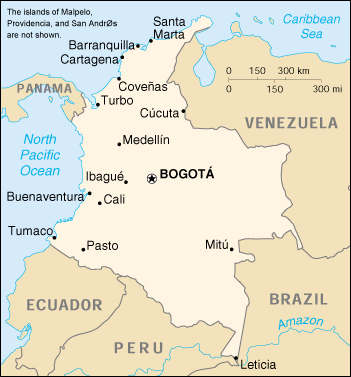 The islands of Malpelo,
Providencia, and San AndrØs
are not shown.
Santa
Marta
Caribbean
Sea
Barranquilla
Cartagena
0 150 300 km
0 150 300 mi
PANAMA
Coveñas
Turbo
Cúcuta
VENEZUELA
North
Pacific
Ocean
Medellín
Ibagué
BOGOTÁ
Buenaventura
Cali
Tumaco
Pasto
Mitú
ECUADOR
BRAZIL
Amazon
PERU
Leticia